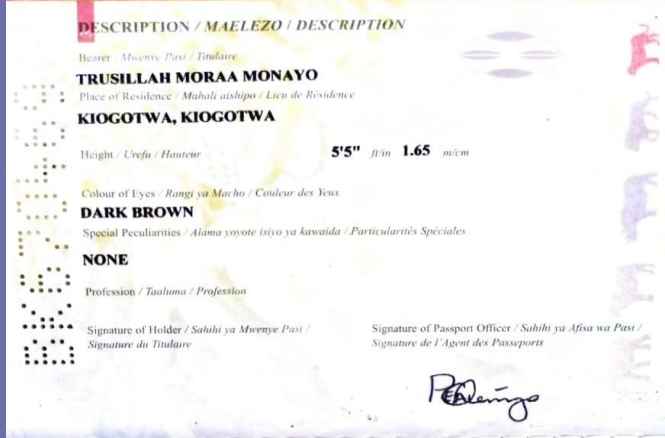 DESCRIPTION / MAELEZO / DESCRIPTION
Bearer / Mwenye Pasi / Titulaire
TRUSILLAH MORAA MONAYO
Place of Residence / Mahali aishipo / Lieu de Résidence
KIOGOTWA, KIOGOTWA
Height / Urefu / Hauteur 5'5" ft/in 1.65 m/cm
Colour of Eyes / Rangi ya Macho / Couleur des Yeux
DARK BROWN
Special Peculiarities / Alama yoyote isiyo ya kawaida / Particularités Spéciales
NONE
Profession / Taaluma / Profession
Signature of Holder / Sahihi ya Mwenye Pasi /
Signature du Titulaire
Signature of Passport Officer / Sahihi ya Afisa wa Pasi /
Signature de l'Agent des Passeports